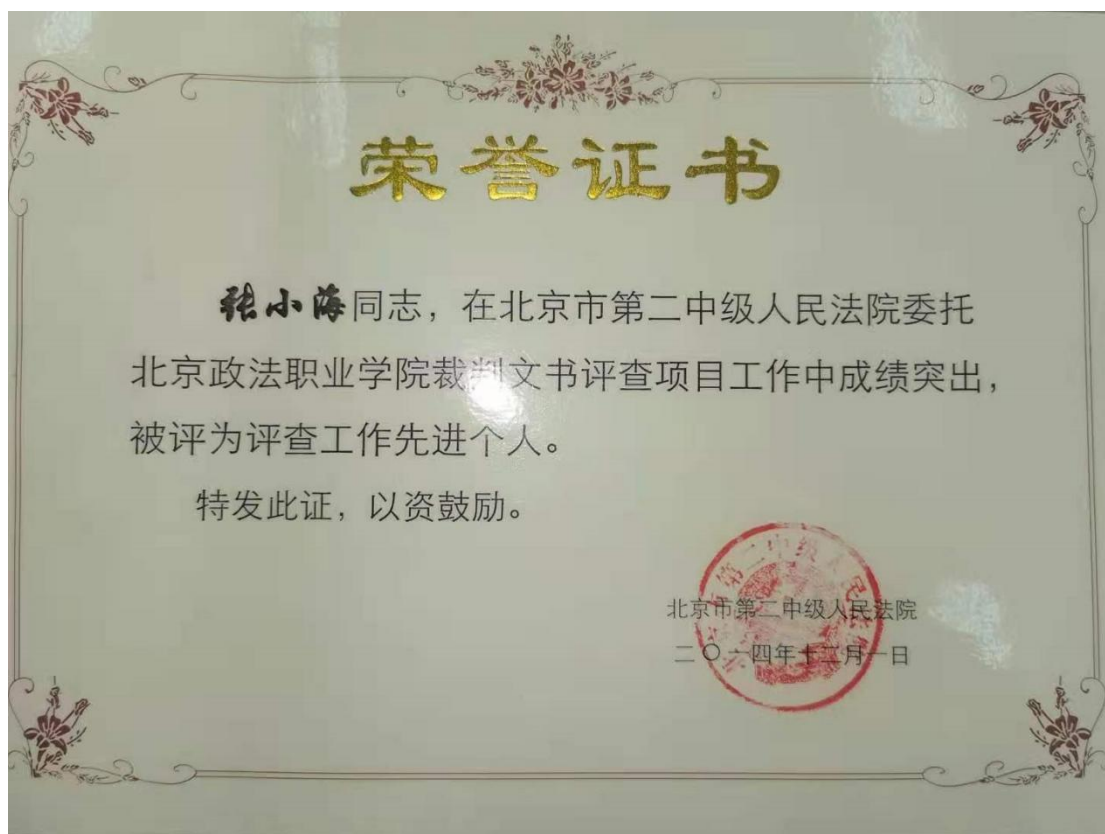 荣誉证书
张小海同志，在北京市第二中级人民法院委托
北京政法职业学院裁判文书评查项目工作中成绩突出，
被评为评查工作先进个人。
特发此证，以资鼓励。
北京市第二中级人民法院
二〇一四年十二月一日